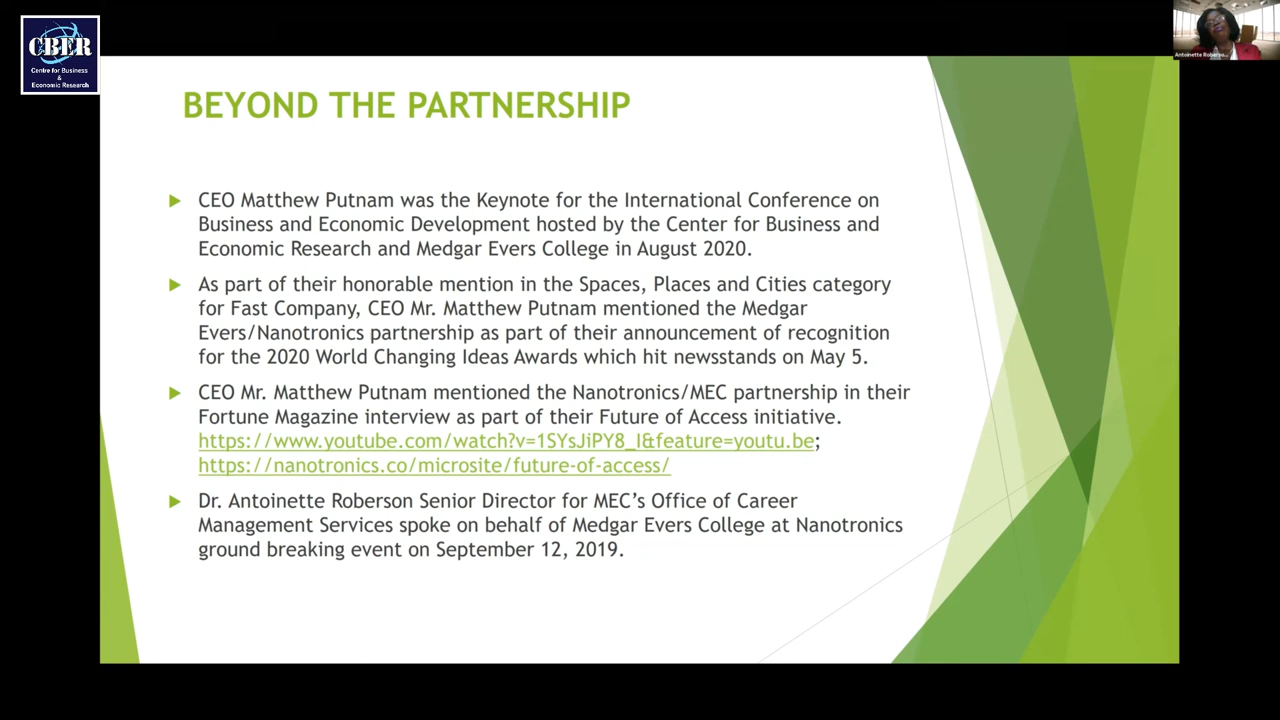 CBER
Centre for Business
&
Economic Research
Antoinette Roberso...
BEYOND THE PARTNERSHIP
CEO Matthew Putnam was the Keynote for the International Conference on
Business and Economic Development hosted by the Center for Business and
Economic Research and Medgar Evers College in August 2020.
As part of their honorable mention in the Spaces, Places and Cities category
for Fast Company, CEO Mr. Matthew Putnam mentioned the Medgar
Evers/Nanotronics partnership as part of their announcement of recognition
for the 2020 World Changing Ideas Awards which hit newsstands on May 5.
CEO Mr. Matthew Putnam mentioned the Nanotronics/MEC partnership in their
Fortune Magazine interview as part of their Future of Access initiative.
https://www.youtube.com/watch?v=1SYsJiPY8_I&feature=youtu.be;
https://nanotronics.co/microsite/future-of-access/
Dr. Antoinette Roberson Senior Director for MEC's Office of Career
Management Services spoke on behalf of Medgar Evers College at Nanotronics
ground breaking event on September 12, 2019.